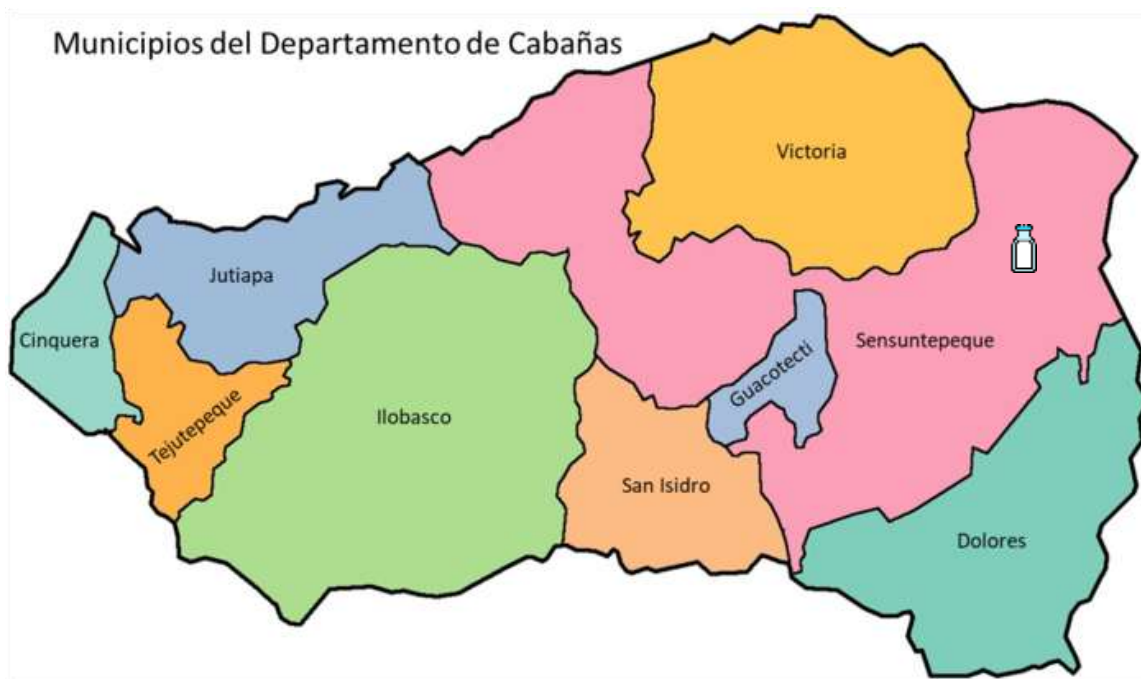 Municipios del Departamento de Cabañas
Victoria
Jutiapa
Cinquera
Sensuntepeque
Guacotecti
Tejutepeque
Ilobasco
San Isidro
Dolores